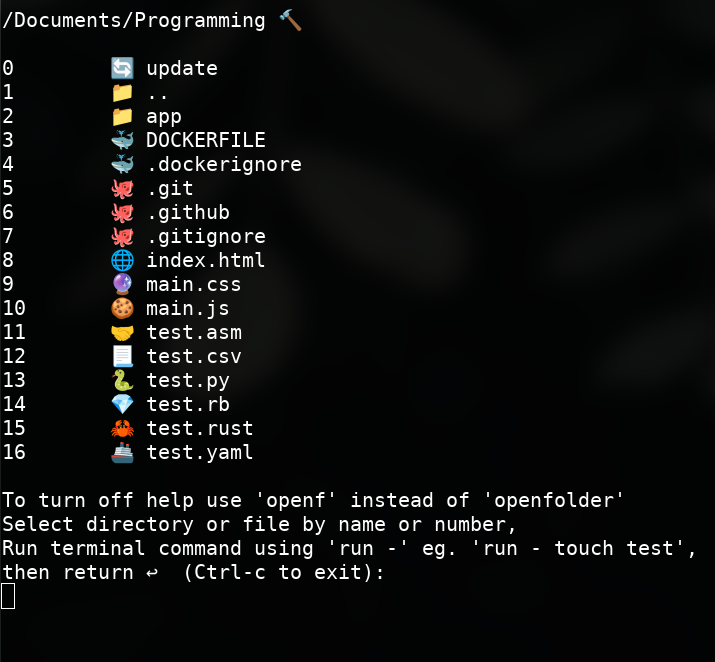 /Documents/Programming 🔨
0 🔄 update
1 📁 ..
2 📁 app
3 🐳 DOCKERFILE
4 🐳 .dockerignore
5 🐙 .git
6 🐙 .github
7 🐙 .gitignore
8 🌐 index.html
9 🔮 main.css
10 🍪 main.js
11 🤝 test.asm
12 📃 test.csv
13 🐍 test.py
14 💎 test.rb
15 🦀 test.rust
16 🚢 test.yaml
To turn off help use 'openf' instead of 'openfolder'
Select directory or file by name or number,
Run terminal command using 'run -' eg. 'run - touch test',
then return ↩ (Ctrl-c to exit):